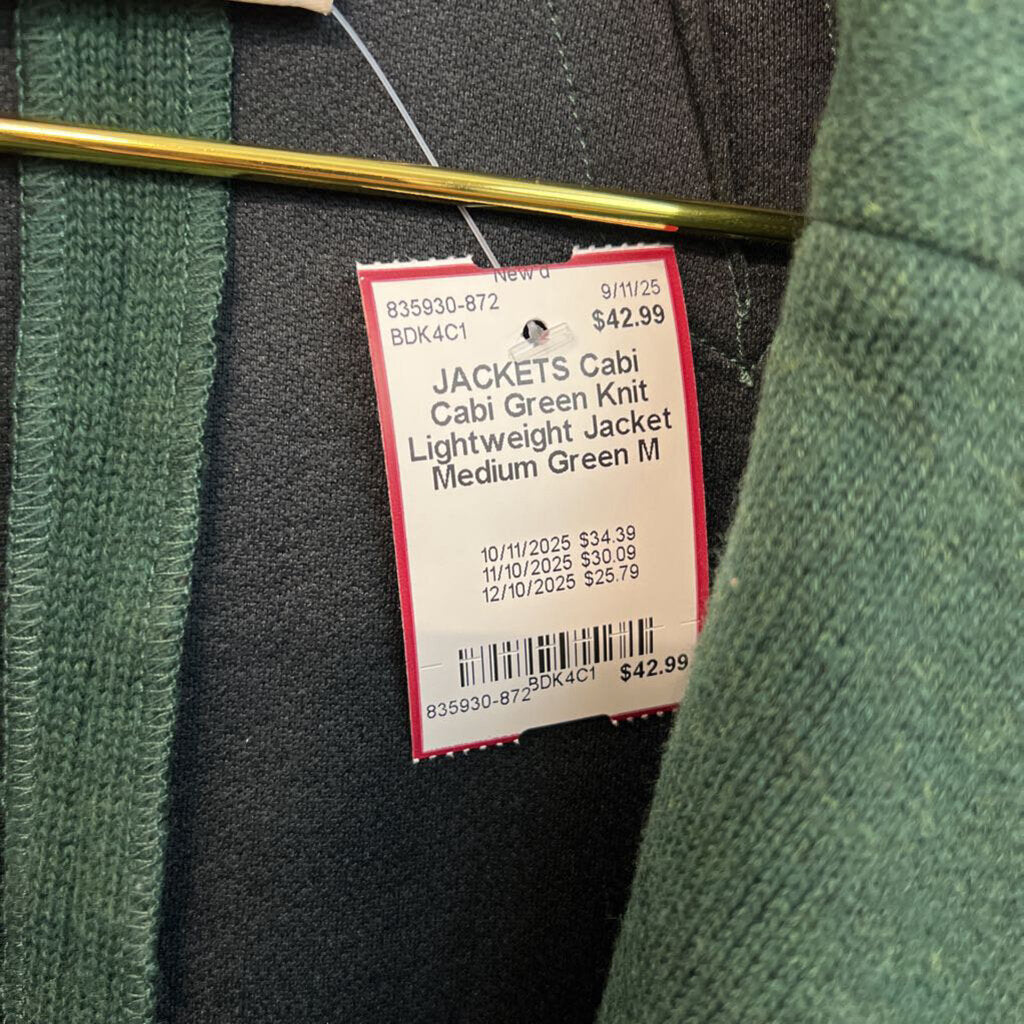 New
835930-872
9/11/25
BDK4C1
$42.99
JACKETS Cabi
Cabi Green Knit
Lightweight Jacket
Medium Green M
10/11/2025 $34.39
11/10/2025 $30.09
12/10/2025 $25.79
835930-872
BDK4C1
$42.99